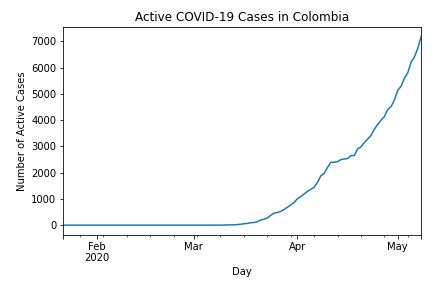 Active COVID-19 Cases in Colombia
Number of Active Cases
7000
6000
5000
4000
3000
2000
1000
0
Feb
2020
Mar
Apr
May
Day